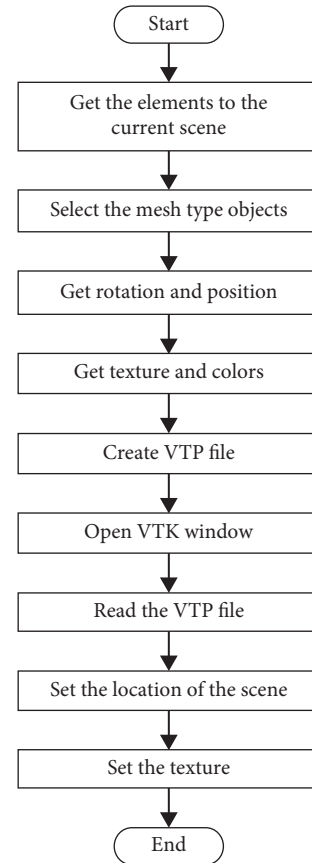 Start
Get the elements to the
current scene
Select the mesh type objects
Get rotation and position
Get texture and colors
Create VTP file
Open VTK window
Read the VTP file
Set the location of the scene
Set the texture
End